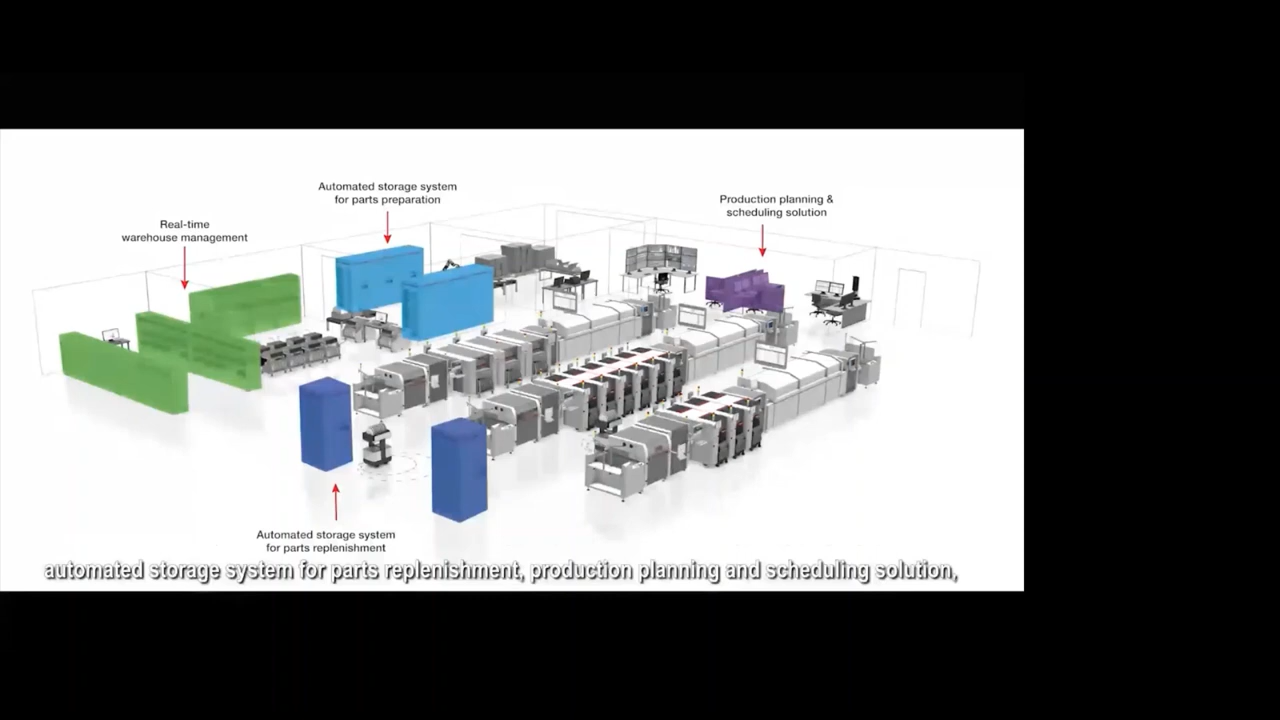 Automated storage system
for parts preparation
Production planning &
scheduling solution
Real-time
warehouse management
Automated storage system
for parts replenishment
automated storage system for parts replenishment, production planning and scheduling solution,